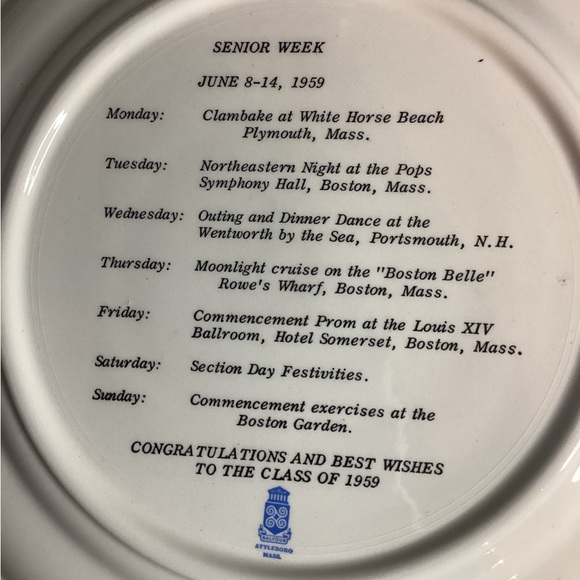 SENIOR WEEK
JUNE 8-14, 1959
Monday: Clambake at White Horse Beach
Plymouth, Mass.
Tuesday: Northeastern Night at the Pops
Symphony Hall, Boston, Mass.
Wednesday: Outing and Dinner Dance at the
Wentworth by the Sea, Portsmouth, N.H.
Thursday: Moonlight cruise on the "Boston Belle"
Rowe's Wharf, Boston, Mass.
Friday: Commencement Prom at the Louis XIV
Ballroom, Hotel Somerset, Boston, Mass.
Saturday: Section Day Festivities.
Sunday: Commencement exercises at the
Boston Garden.
CONGRATULATIONS AND BEST WISHES
TO THE CLASS OF 1959
BALFOUR
ATTLEBORO
MASS.